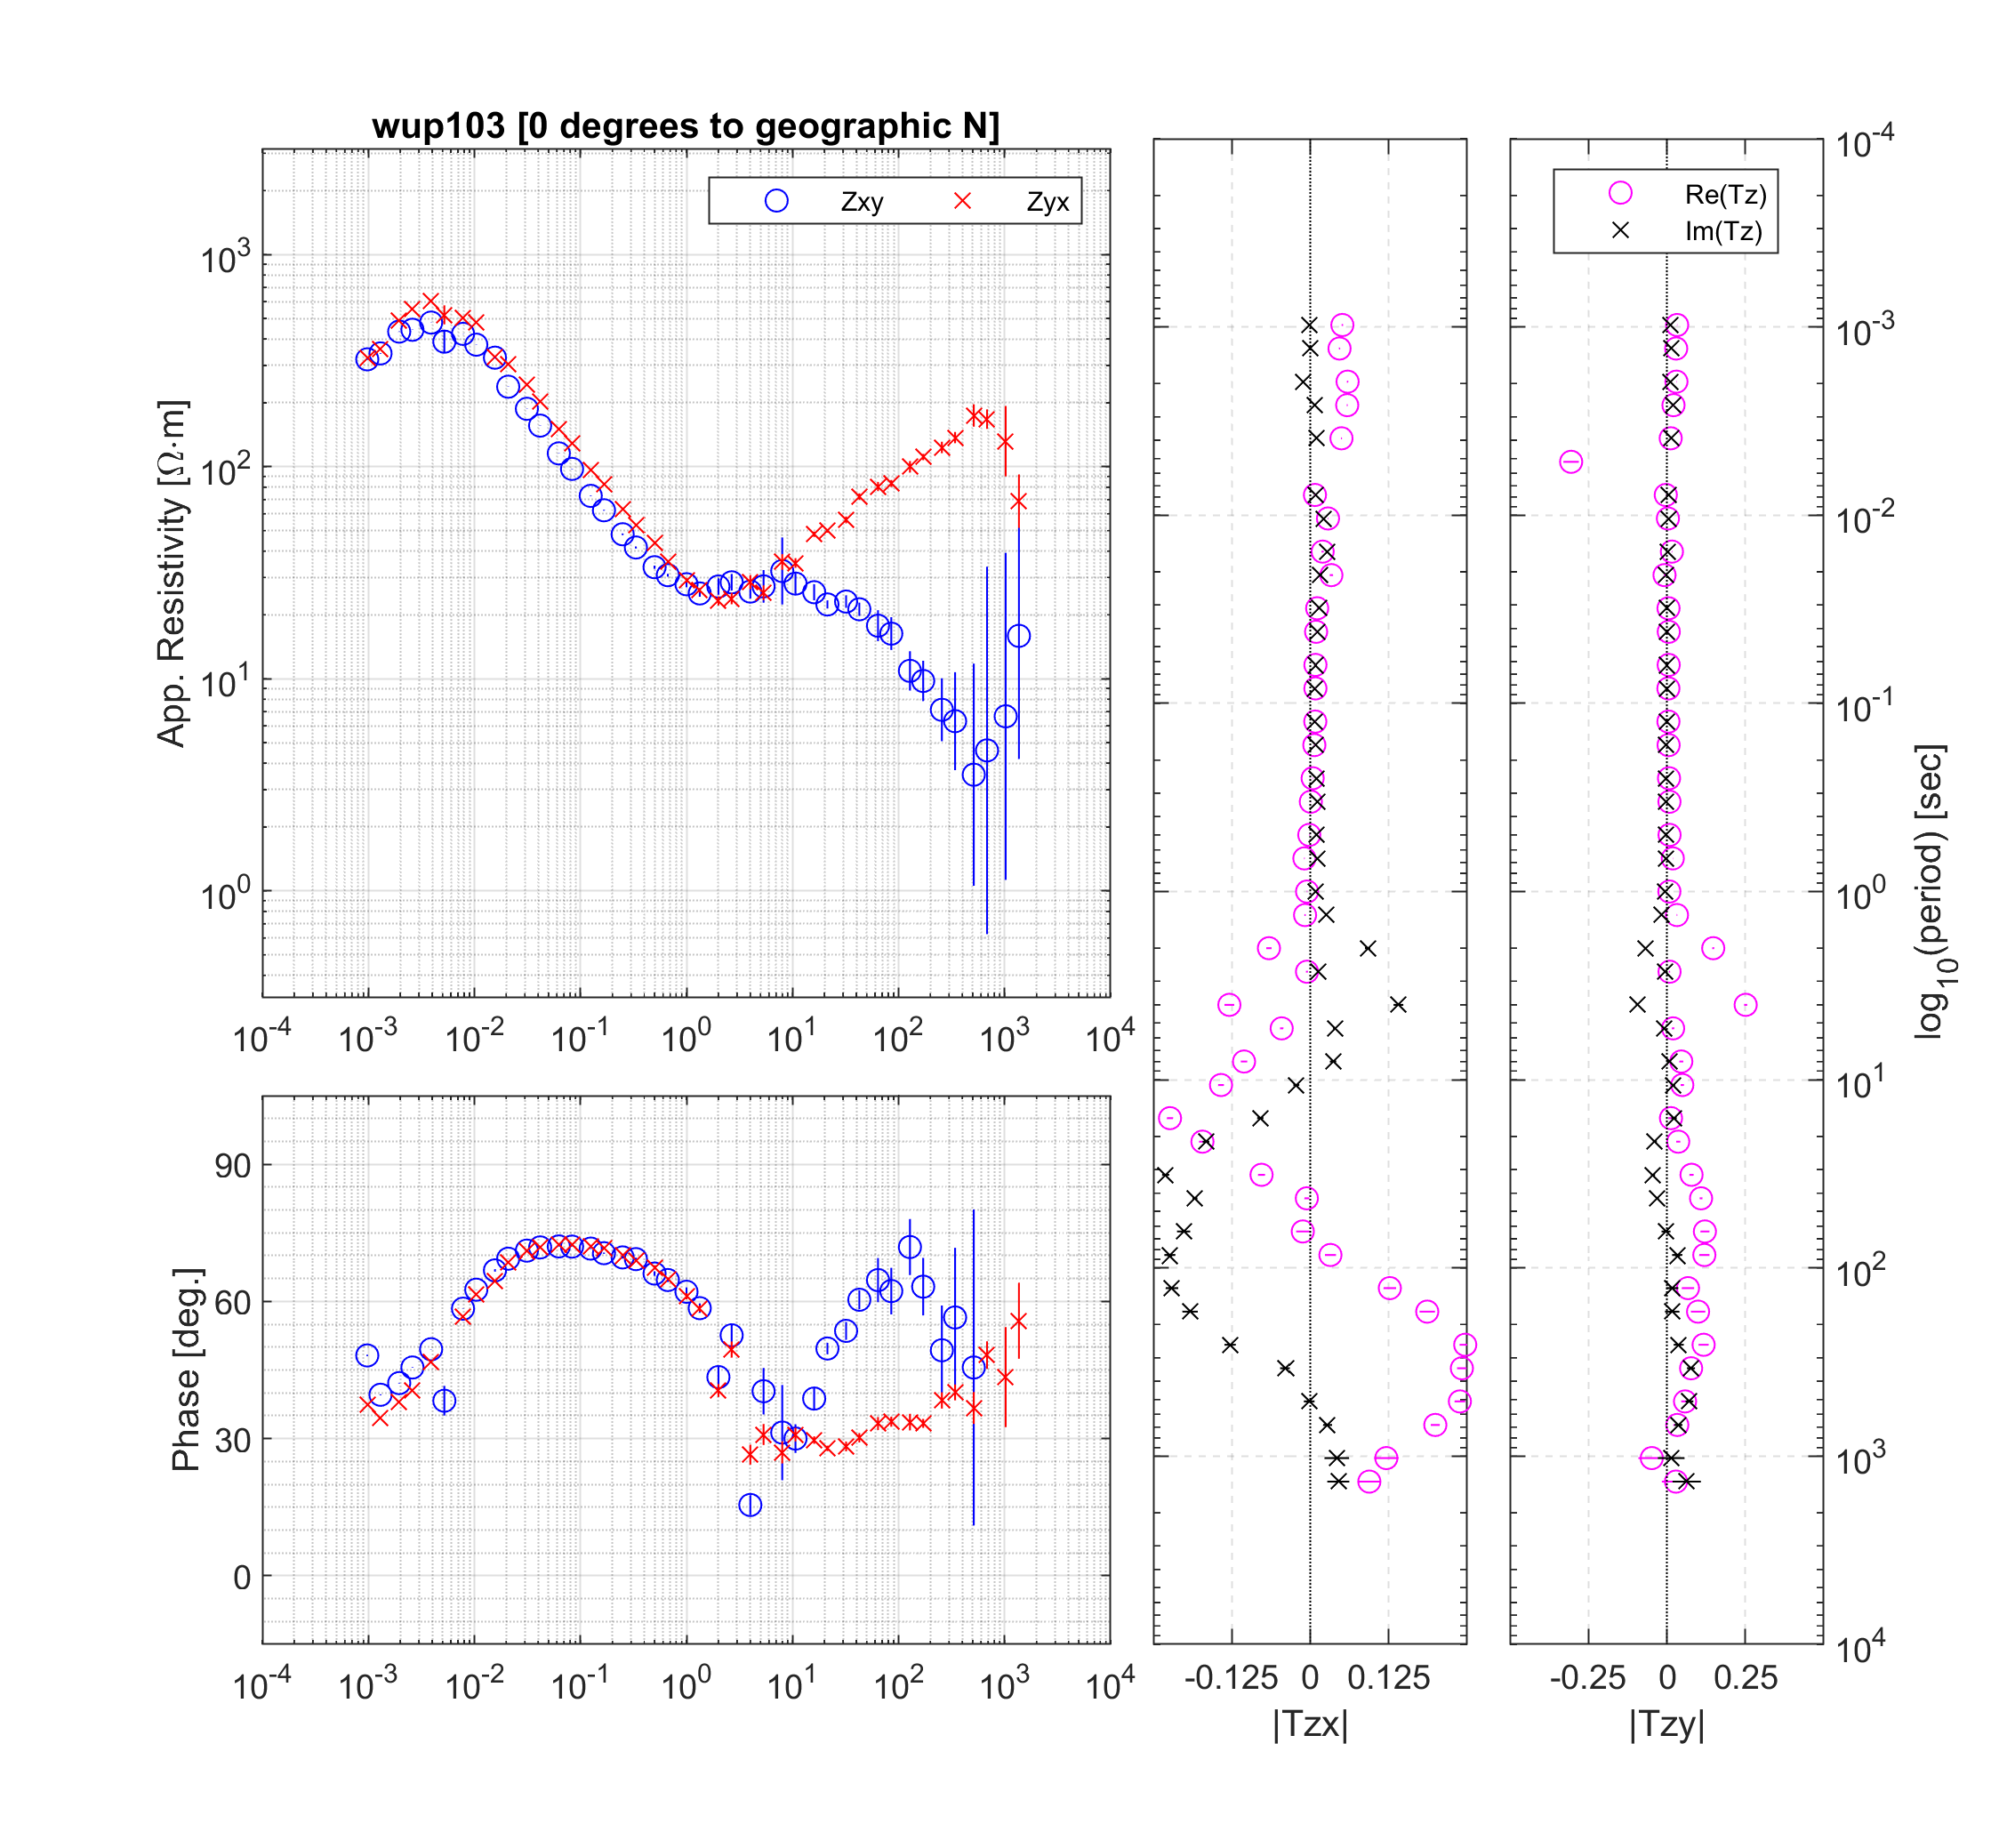 wup103 [0 degrees to geographic N]
Zxy Zyx
App. Resistivity [Ω·m]
10^3
10^2
10^1
10^0
10^-4 10^-3 10^-2 10^-1 10^0 10^1 10^2 10^3 10^4
Phase [deg.]
90
60
30
0
10^-4 10^-3 10^-2 10^-1 10^0 10^1 10^2 10^3 10^4
-0.125 0 0.125
|Tzx|
Re(Tz)
Im(Tz)
-0.25 0 0.25
|Tzy|
10^-4
10^-3
10^-2
10^-1
10^0
10^1
10^2
10^3
10^4
log10(period) [sec]